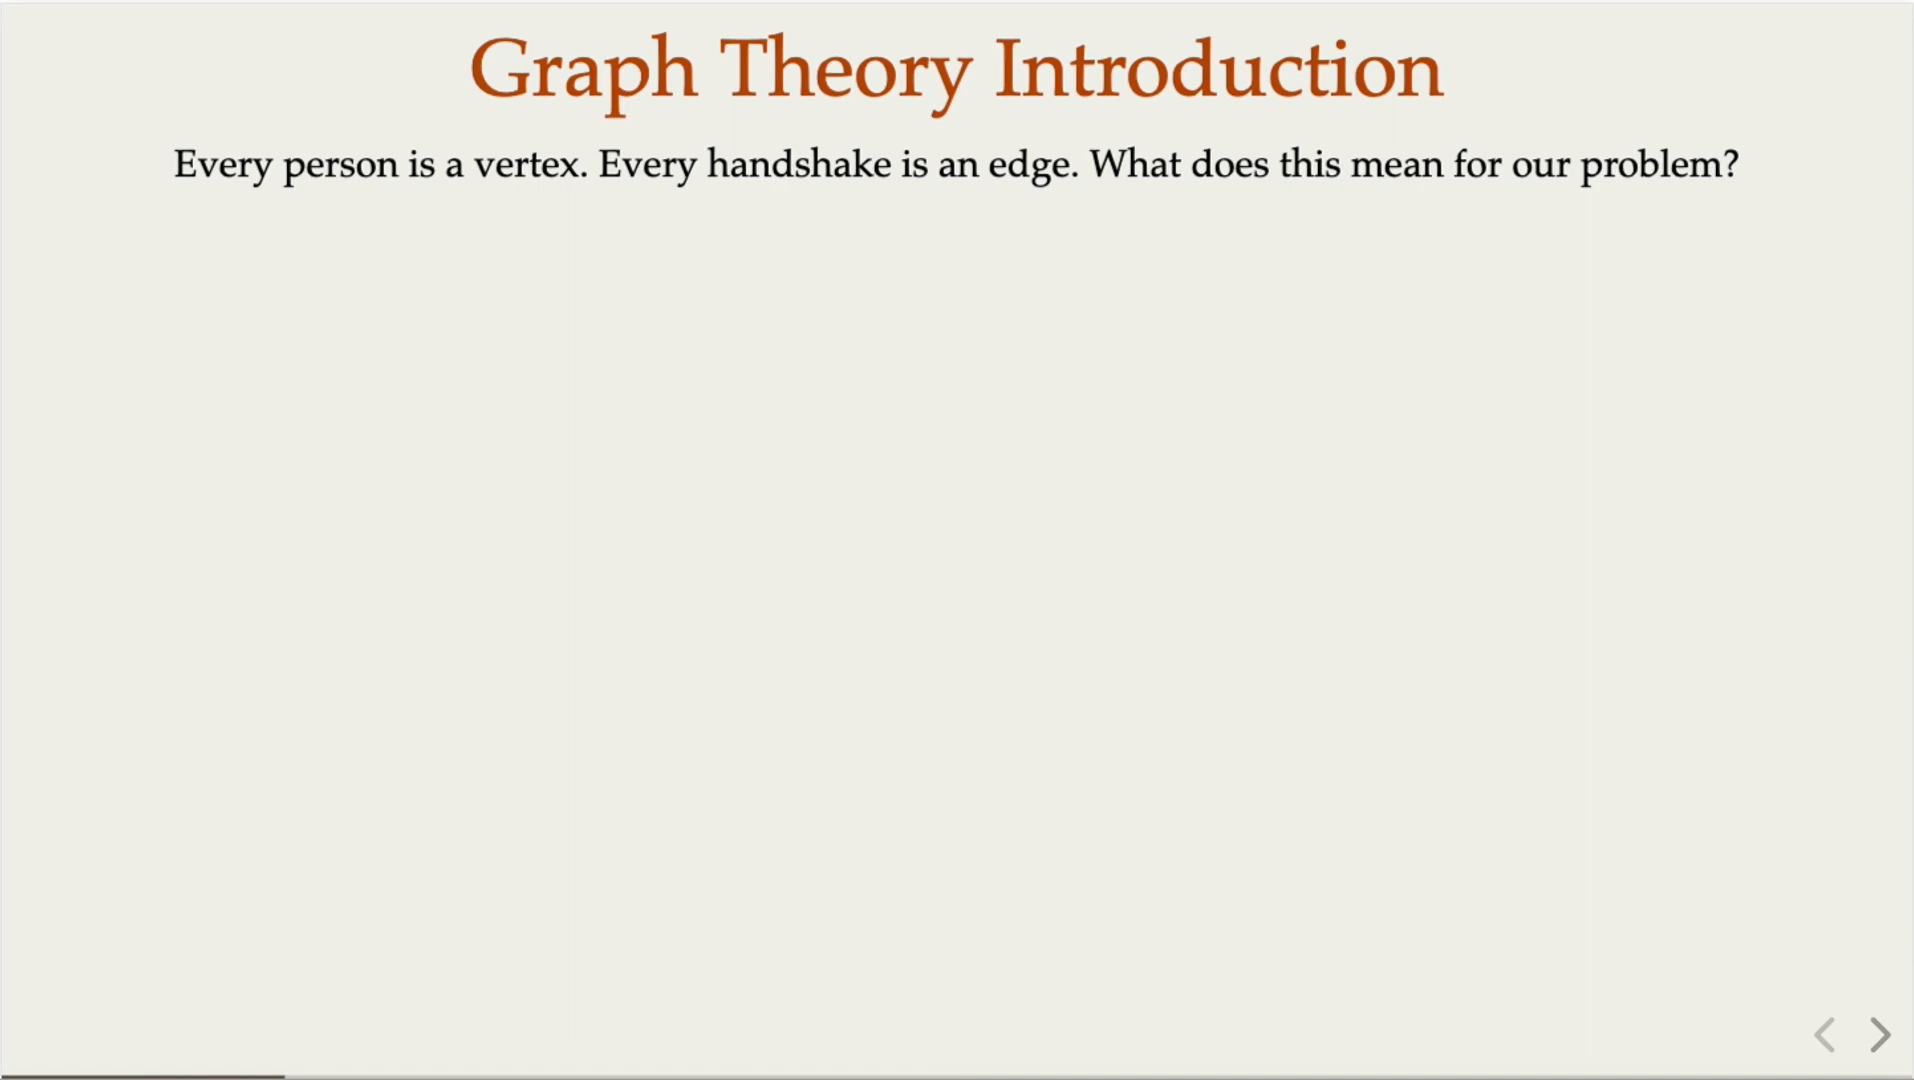 Graph Theory Introduction
Every person is a vertex. Every handshake is an edge. What does this mean for our problem?